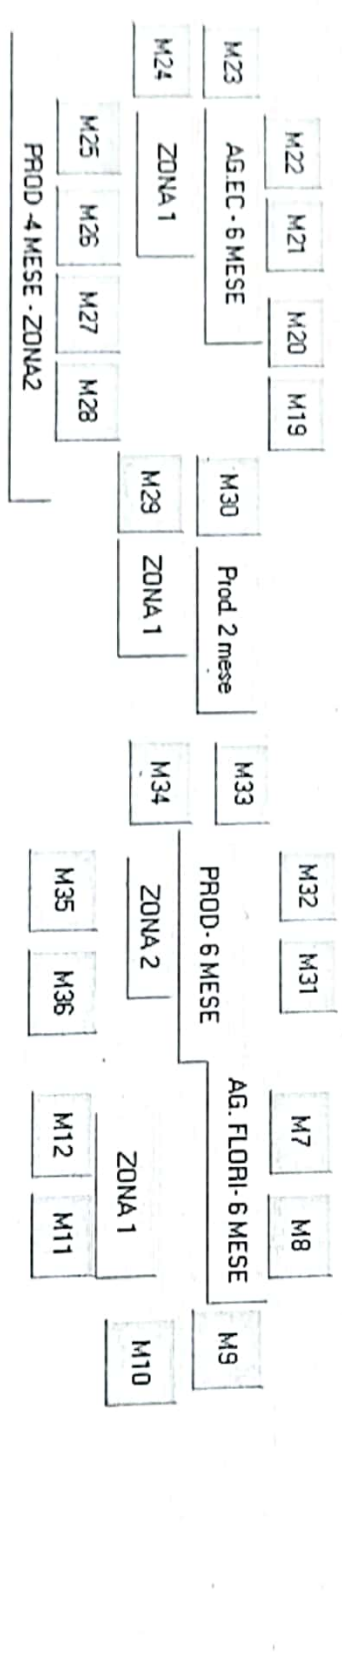 M22 M21 M20 M19 M32 M31 M7 M8
M23 AG.EC - 6 MESE M30 Prod. 2 mese M33 PROD- 6 MESE AG. FLORI- 6 MESE M9
M24 ZONA 1 M29 ZONA 1 M34 ZONA 2 ZONA 1 M10
M25 M26 M27 M28 M35 M36 M12 M11
PROD -4 MESE - ZONA2